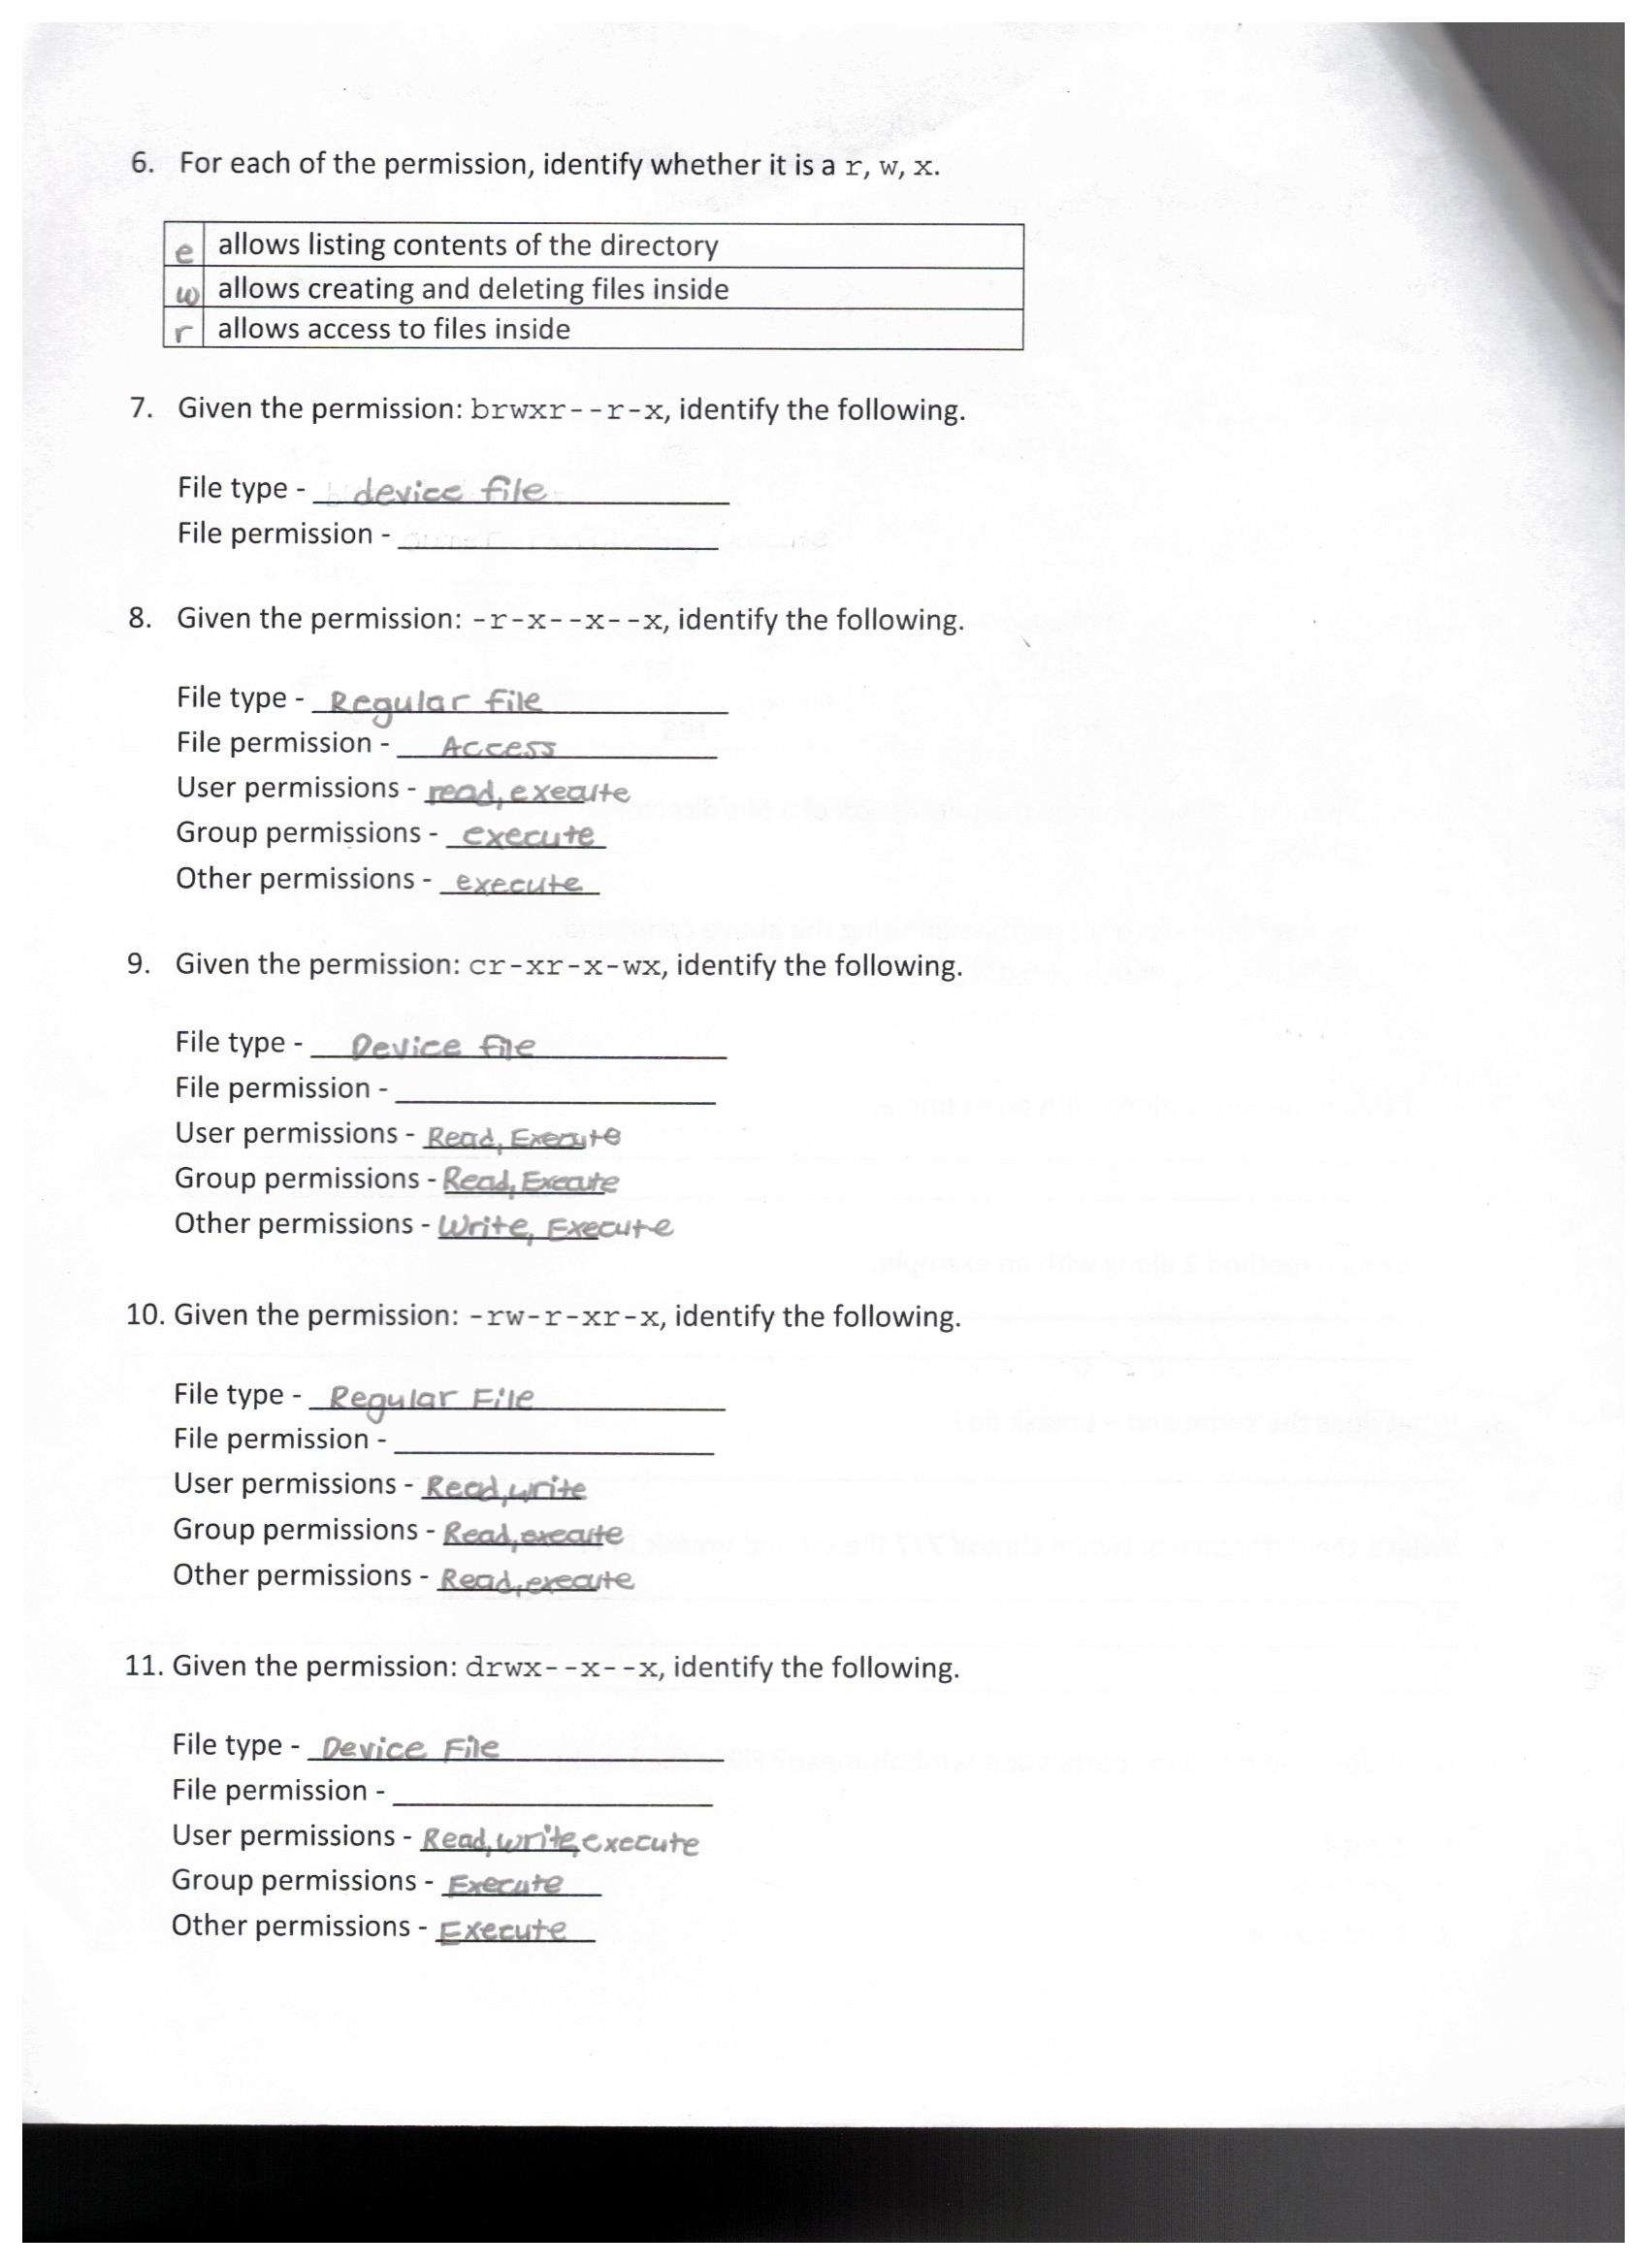 6. For each of the permission, identify whether it is a r, w, x.
e allows listing contents of the directory
w allows creating and deleting files inside
r allows access to files inside
7. Given the permission: brwxr--r-x, identify the following.
File type - device file
File permission -
8. Given the permission: -r-x--x--x, identify the following.
File type - Regular file
File permission - Access
User permissions - read, execute
Group permissions - execute
Other permissions - execute
9. Given the permission: cr-xr-x-wx, identify the following.
File type - Device file
File permission -
User permissions - Read, Execute
Group permissions - Read, Execute
Other permissions - Write, Execute
10. Given the permission: -rw-r-xr-x, identify the following.
File type - Regular File
File permission -
User permissions - Read, write
Group permissions - Read, execute
Other permissions - Read, execute
11. Given the permission: drwx--x--x, identify the following.
File type - Device File
File permission -
User permissions - Read, write, execute
Group permissions - Execute
Other permissions - Execute